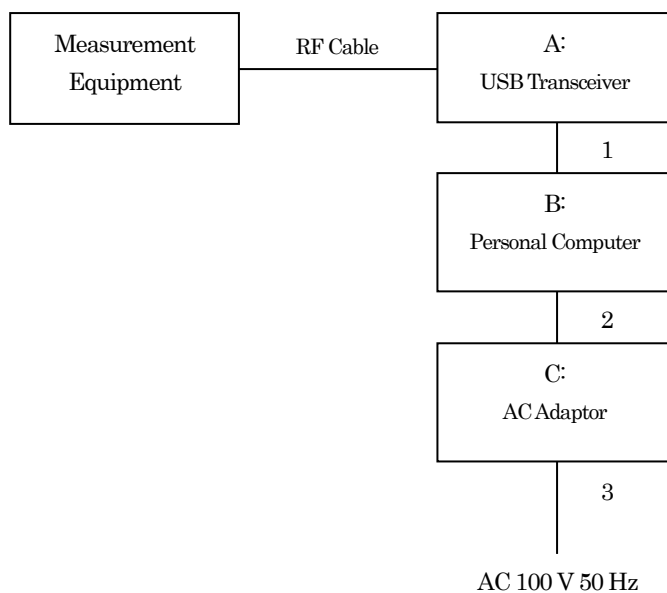 Measurement
Equipment
RF Cable
A:
USB Transceiver
1
B:
Personal Computer
2
C:
AC Adaptor
3
AC 100 V 50 Hz